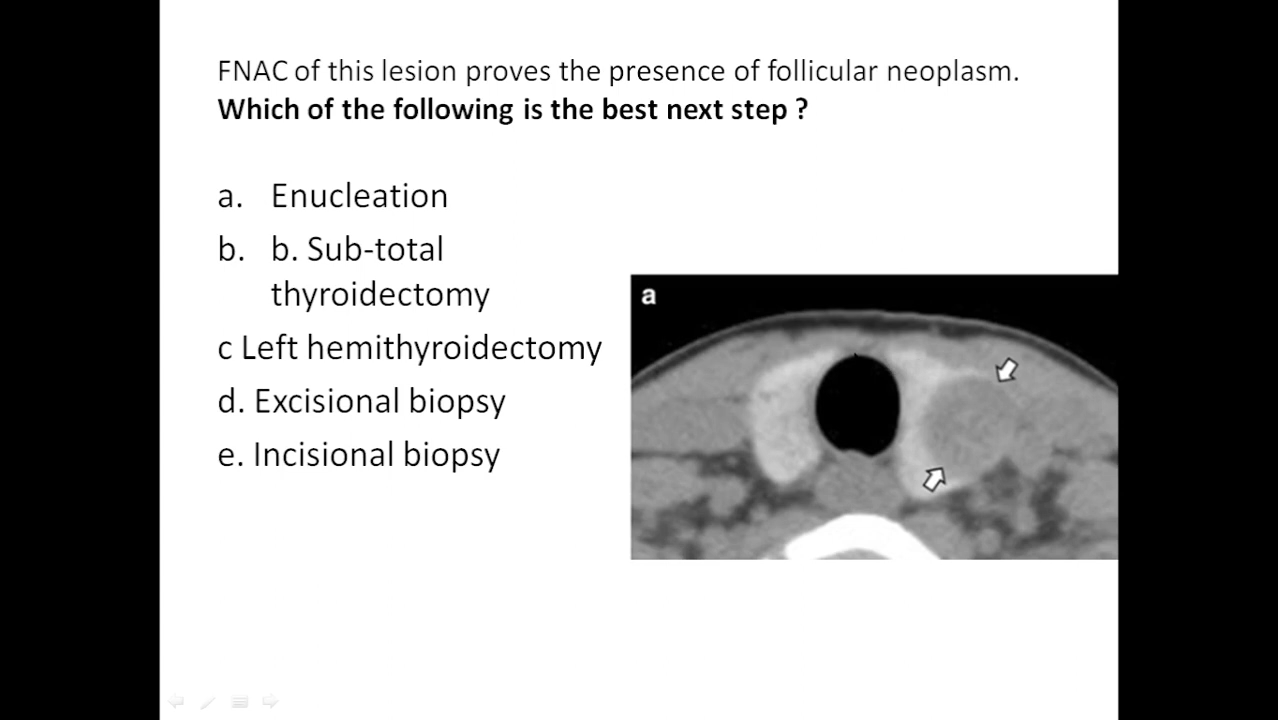 FNAC of this lesion proves the presence of follicular neoplasm.
Which of the following is the best next step ?
a. Enucleation
b. b. Sub-total
thyroidectomy
c Left hemithyroidectomy
d. Excisional biopsy
e. Incisional biopsy
a